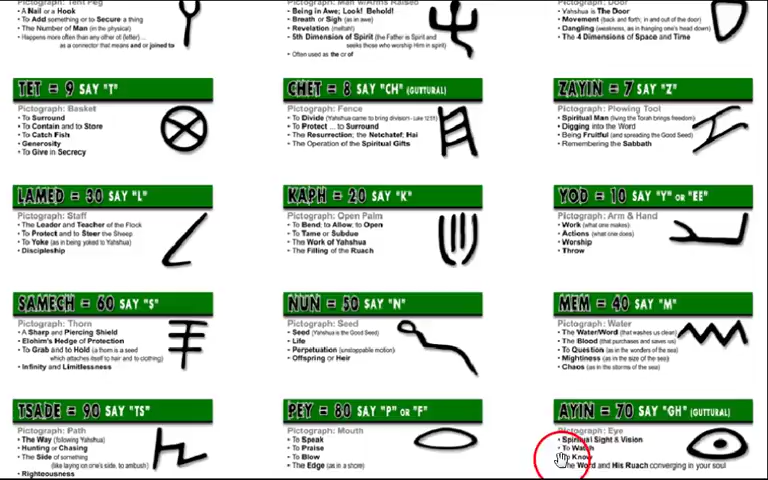 Pictograph: Tent Peg
• A Nail or a Hook
• To Add something or to Secure a thing
• The Number of Man (in the physical)
• Happens more often than any other ot (letter)...
as a connector that means and or joined to
Pictograph: Man w/Arms Raised
• Being in Awe; Look! Behold!
• Breath or Sigh (as in awe)
• Revelation
• 5th Dimension of Spirit (the Father is Spirit and
seeks those who worship Him in spirit)
• Often used as the or of
Pictograph: Door
• Yahshua is The Door
• Movement (back and forth; in and out of the door)
• Dangling (weakness, as in hanging one's head down)
• The 4 Dimensions of Space and Time
TET = 9 SAY "T"
Pictograph: Basket
• To Surround
• To Contain and to Store
• To Catch Fish
• Generosity
• To Give in Secrecy
CHET = 8 SAY "CH" (GUTTURAL)
Pictograph: Fence
• To Divide (Yahshua came to bring division - Luke 12:51)
• To Protect ... to Surround
• The Resurrection; the Netchatef; Hai
• The Operation of the Spiritual Gifts
ZAYIN = 7 SAY "Z"
Pictograph: Plowing Tool
• Spiritual Man (living the Torah brings freedom)
• Digging into the Word
• Being Fruitful (and spreading the Good Seed)
• Remembering the Sabbath
LAMED = 30 SAY "L"
Pictograph: Staff
• The Leader and Teacher of the Flock
• To Protect and to Steer the Sheep
• To Yoke (as in being yoked to Yahshua)
• Discipleship
KAPH = 20 SAY "K"
Pictograph: Open Palm
• To Bend; to Allow; to Open
• To Tame or Subdue
• The Work of Yahshua
• The Filling of the Ruach
YOD = 10 SAY "Y" OR "EE"
Pictograph: Arm & Hand
• Work (what one makes)
• Actions (what one does)
• Worship
• Throw
SAMECH = 60 SAY "S"
Pictograph: Thorn
• A Sharp and Piercing Shield
• Elohim's Hedge of Protection
• To Grab and to Hold (a thorn is a seed
which attaches itself to hair and to clothing)
• Infinity and Limitlessness
NUN = 50 SAY "N"
Pictograph: Seed
• Seed (Yahshua is the Good Seed)
• Life
• Perpetuation (unstoppable motion)
• Offspring or Heir
MEM = 40 SAY "M"
Pictograph: Water
• The Water/Word (that washes us clean)
• The Blood (that purchases and saves us)
• To Question (as in the wonders of the sea)
• Mightiness (as in the size of the sea)
• Chaos (as in the storms of the sea)
TSADE = 90 SAY "TS"
Pictograph: Path
• The Way (following Yahshua)
• Hunting or Chasing
• The Side of something
(like laying on one's side, to ambush)
• Righteousness
PEY = 80 SAY "P" OR "F"
Pictograph: Mouth
• To Speak
• To Praise
• To Blow
• The Edge (as in a shore)
AYIN = 70 SAY "GH" (GUTTURAL)
Pictograph: Eye
• Spiritual Sight & Vision
• To Watch
• To Know
• The Word and His Ruach converging in your soul